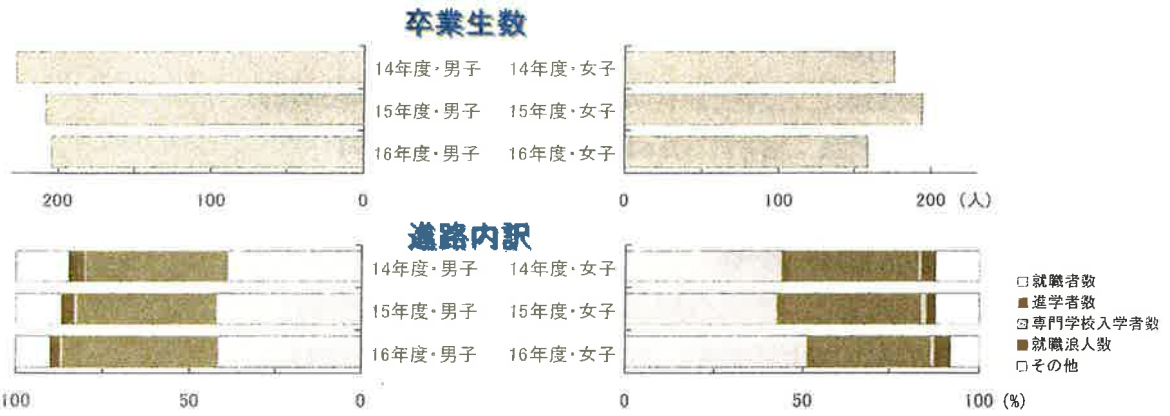 卒業生数
14年度・男子 14年度・女子
15年度・男子 15年度・女子
16年度・男子 16年度・女子
200 100 0 0 100 200 (人)
進路内訳
14年度・男子 14年度・女子
15年度・男子 15年度・女子
16年度・男子 16年度・女子
100 50 0 0 50 100 (%)
就職者数
進学者数
専門学校入学者数
就職浪人数
その他